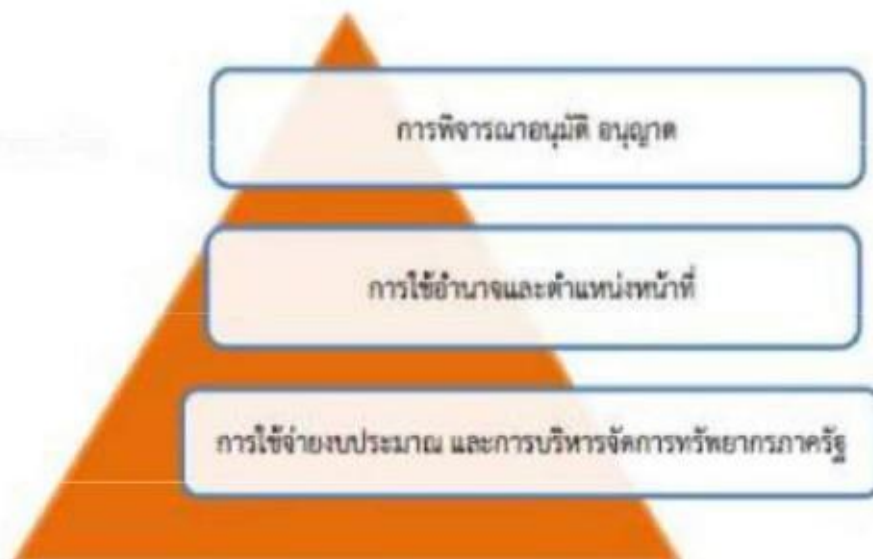 การพิจารณาอนุมัติ อนุญาต
การใช้อำนาจและตำแหน่งหน้าที่
การใช้จ่ายงบประมาณ และการบริหารจัดการทรัพยากรภาครัฐ